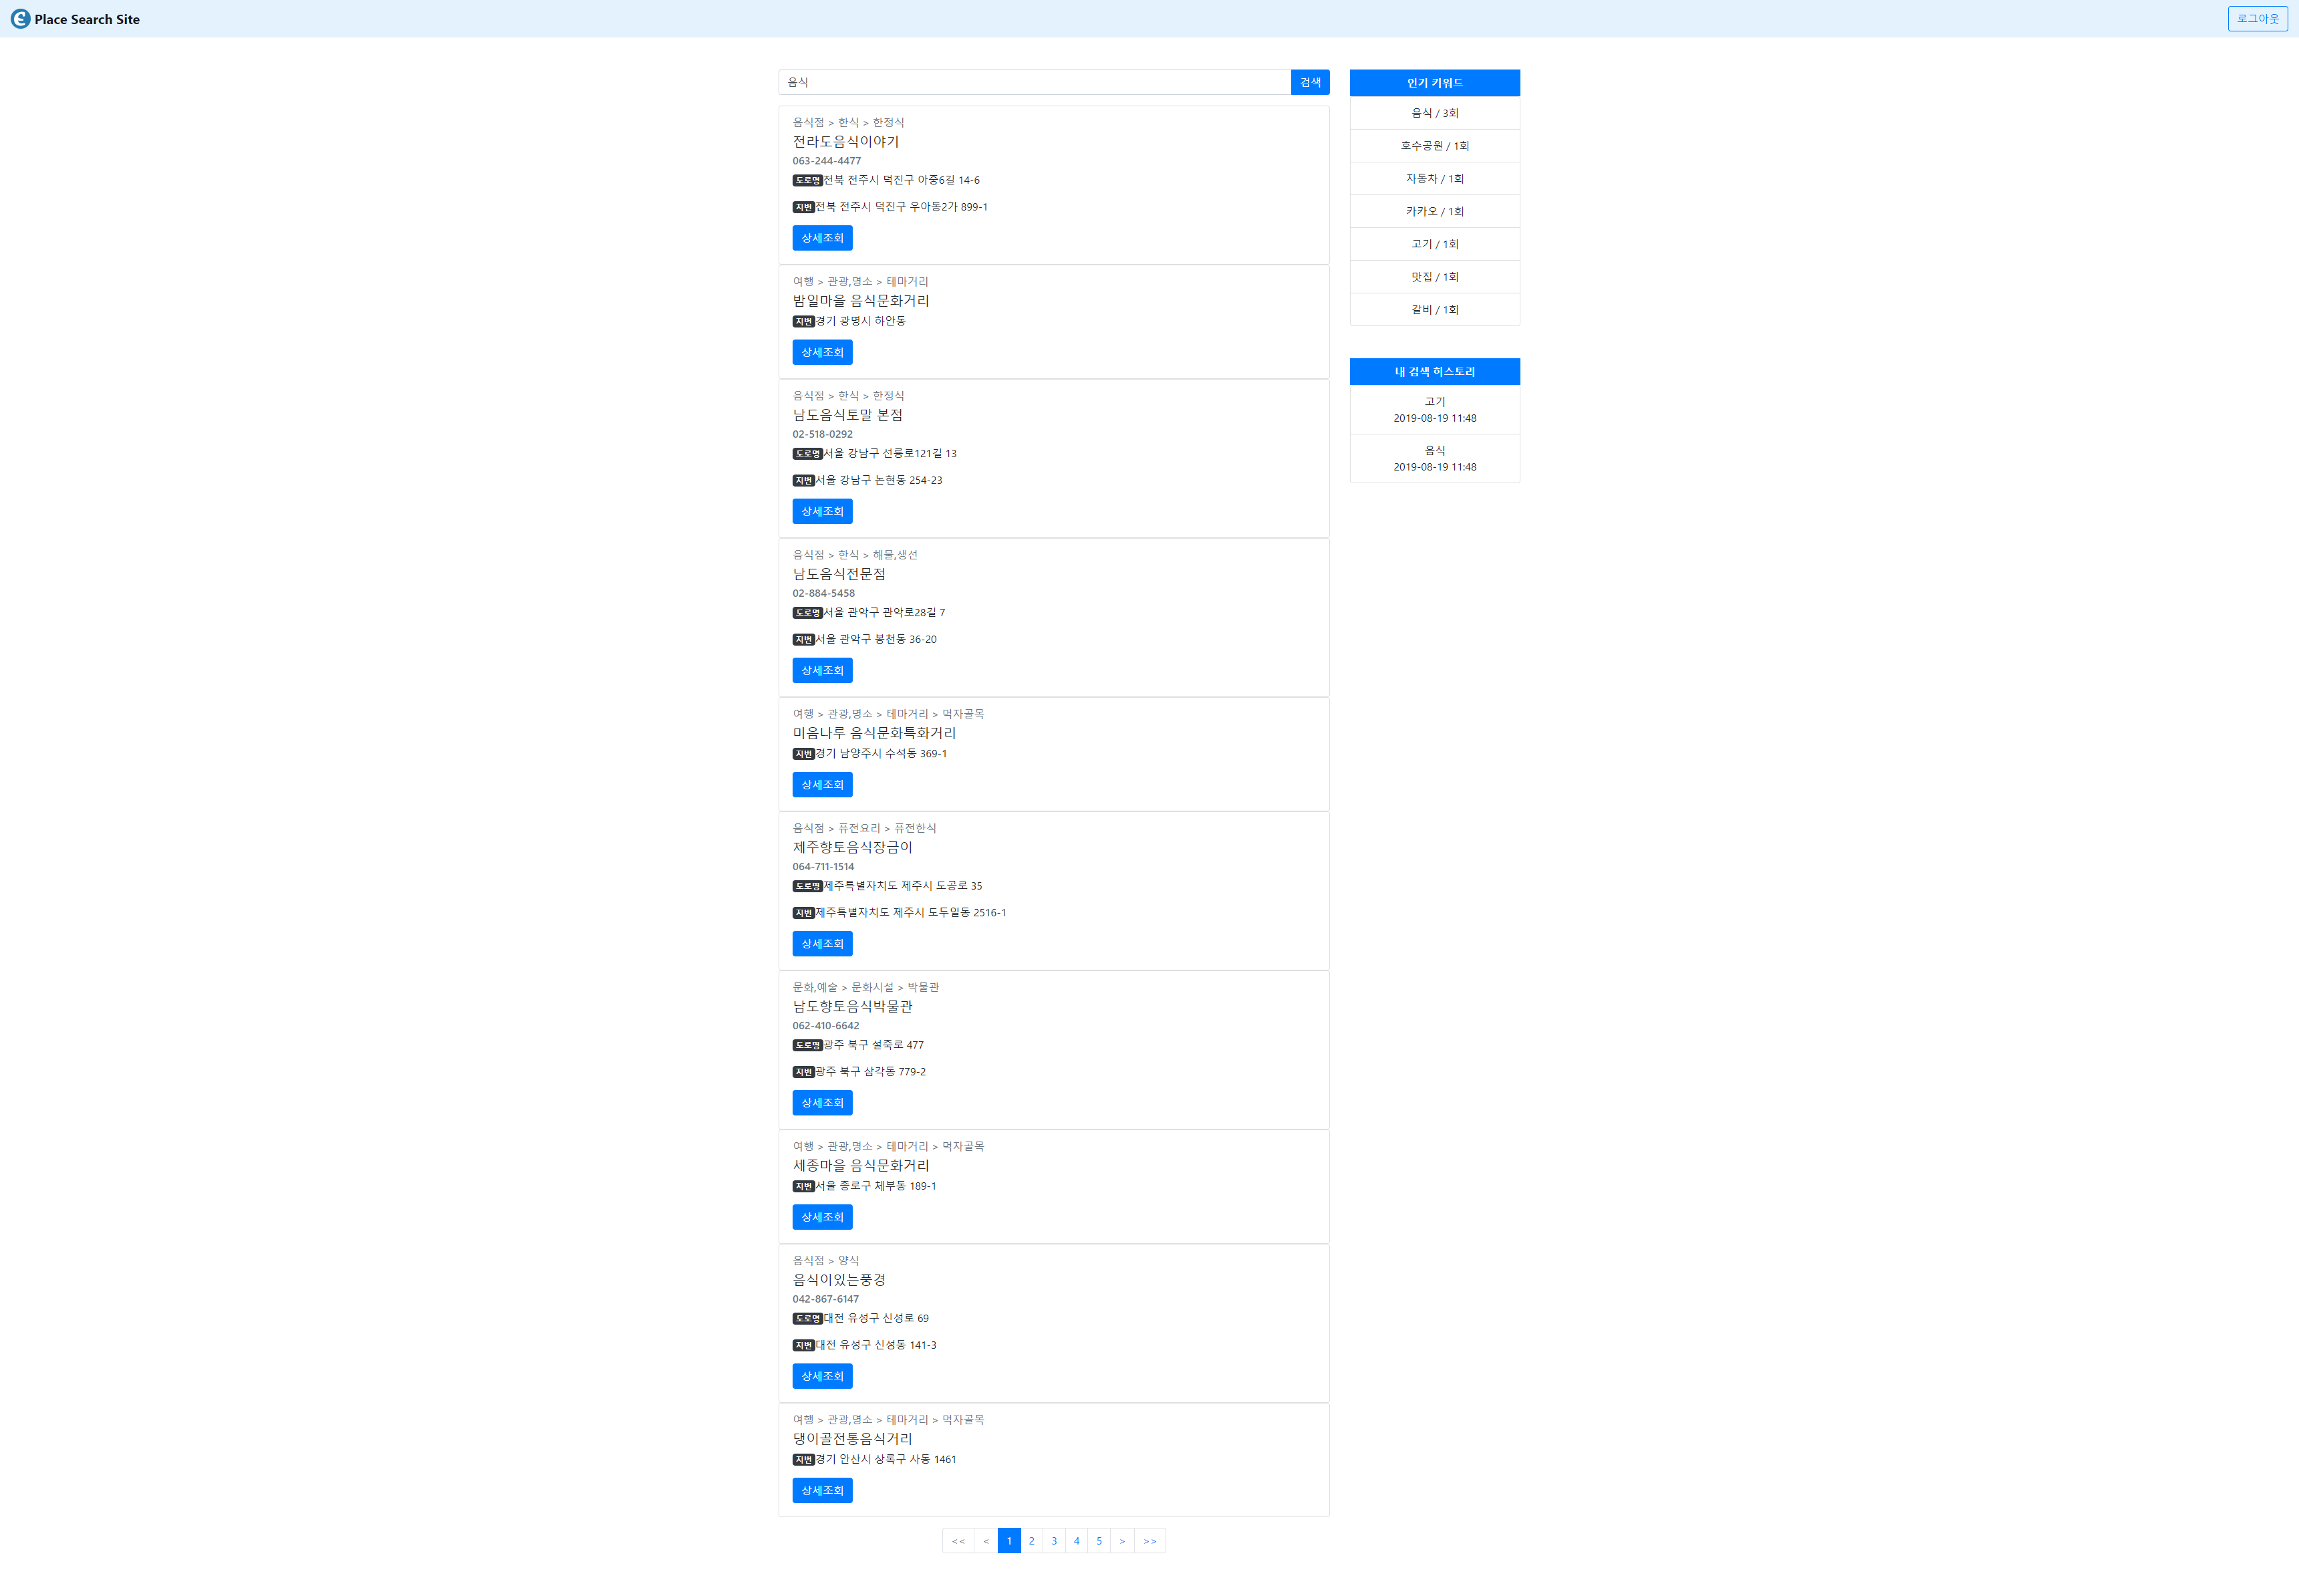 Place Search Site
로그아웃
음식
검색
음식점 > 한식 > 한정식
전라도음식이야기
063-244-4477
도로명 전북 전주시 덕진구 아중6길 14-6
지번 전북 전주시 덕진구 우아동2가 899-1
상세조회
여행 > 관광,명소 > 테마거리
밤일마을 음식문화거리
지번 경기 광명시 하안동
상세조회
음식점 > 한식 > 한정식
남도음식토말 본점
02-518-0292
도로명 서울 강남구 선릉로121길 13
지번 서울 강남구 논현동 254-23
상세조회
음식점 > 한식 > 해물,생선
남도음식전문점
02-884-5458
도로명 서울 관악구 관악로28길 7
지번 서울 관악구 봉천동 36-20
상세조회
여행 > 관광,명소 > 테마거리 > 먹자골목
미음나루 음식문화특화거리
지번 경기 남양주시 수석동 369-1
상세조회
음식점 > 퓨전요리 > 퓨전한식
제주향토음식장금이
064-711-1514
도로명 제주특별자치도 제주시 도공로 35
지번 제주특별자치도 제주시 도두일동 2516-1
상세조회
문화,예술 > 문화시설 > 박물관
남도향토음식박물관
062-410-6642
도로명 광주 북구 설죽로 477
지번 광주 북구 삼각동 779-2
상세조회
여행 > 관광,명소 > 테마거리 > 먹자골목
세종마을 음식문화거리
지번 서울 종로구 체부동 189-1
상세조회
음식점 > 양식
음식이있는풍경
042-867-6147
도로명 대전 유성구 신성로 69
지번 대전 유성구 신성동 141-3
상세조회
여행 > 관광,명소 > 테마거리 > 먹자골목
댕이골전통음식거리
지번 경기 안산시 상록구 사동 1461
상세조회
<< < 1 2 3 4 5 > >>
인기 키워드
음식 / 3회
호수공원 / 1회
자동차 / 1회
카카오 / 1회
고기 / 1회
맛집 / 1회
갈비 / 1회
내 검색 히스토리
고기
2019-08-19 11:48
음식
2019-08-19 11:48